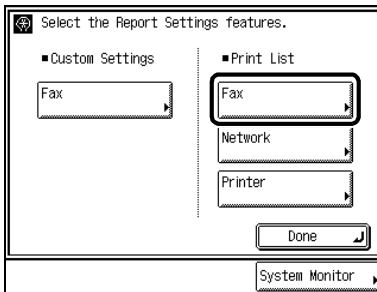 Select the Report Settings features.
■Custom Settings
Fax
■Print List
Fax
Network
Printer
Done
System Monitor